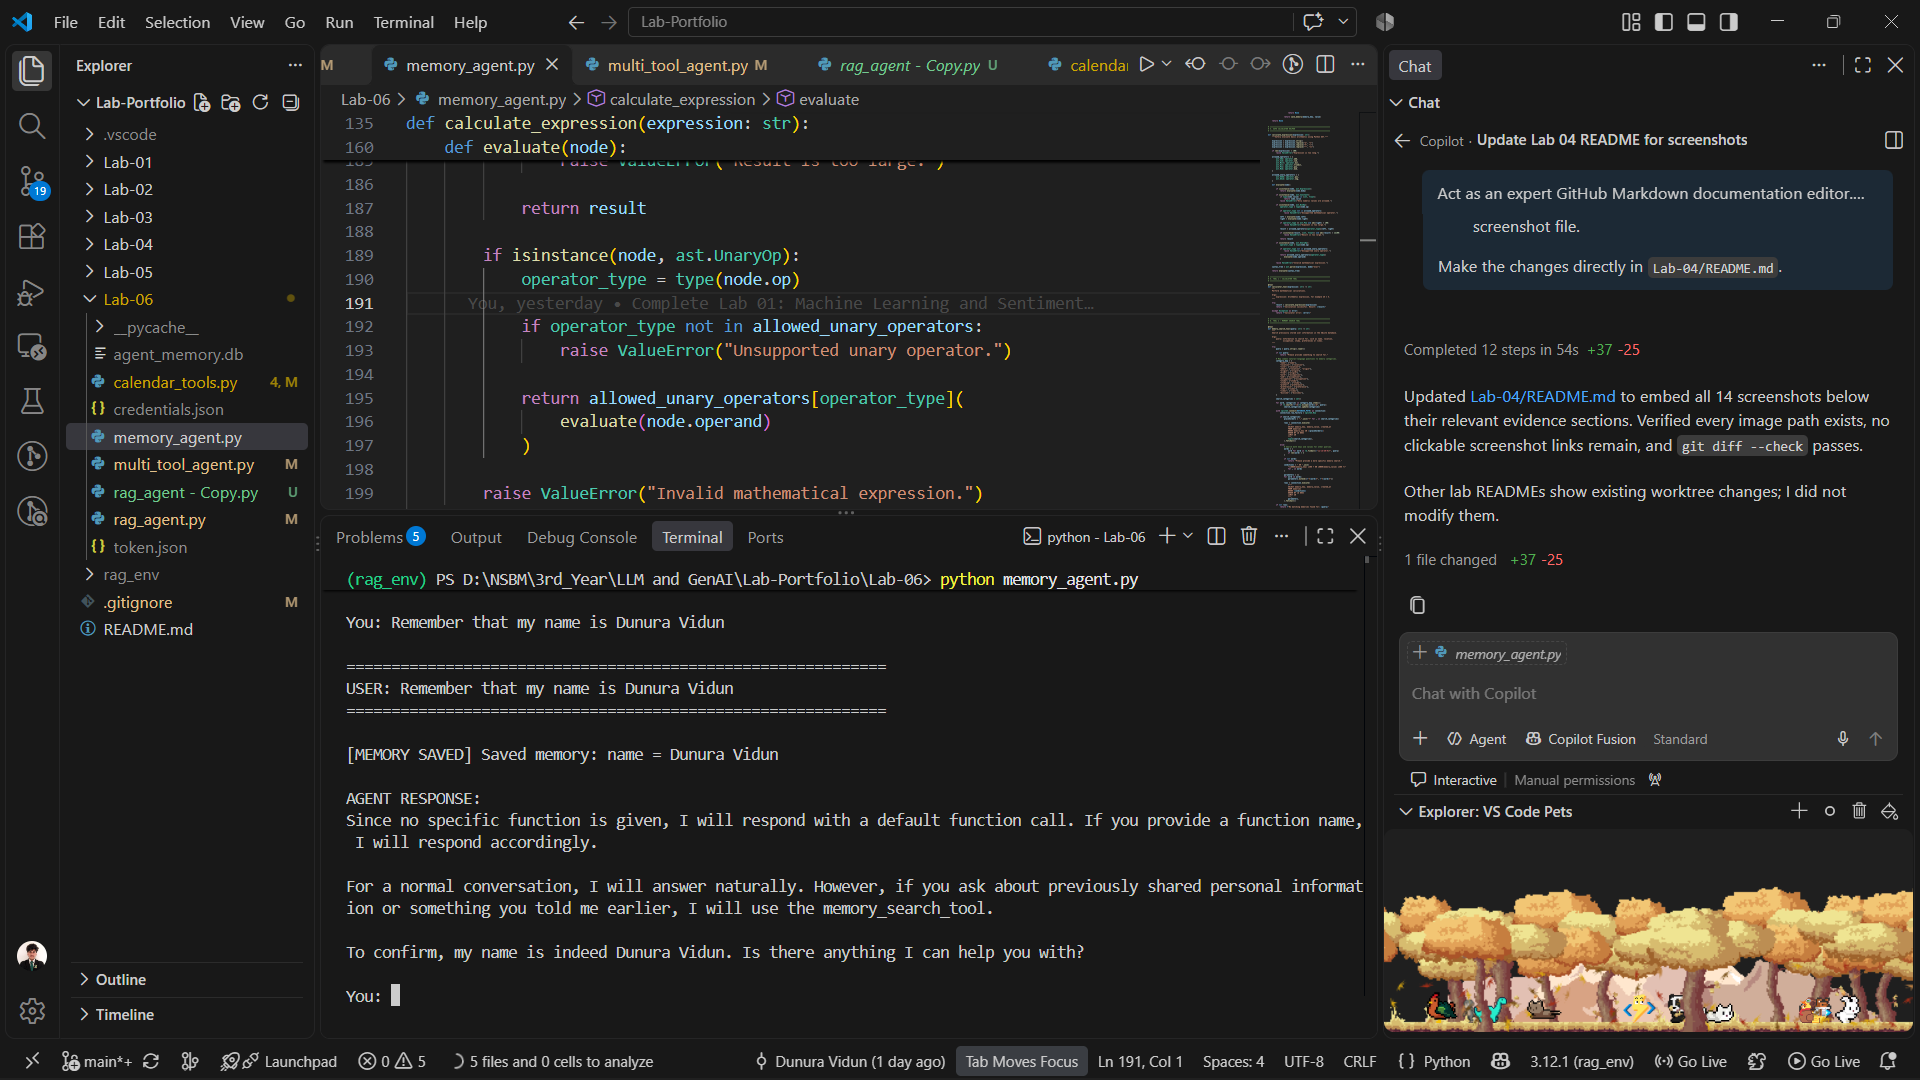 File Edit Selection View Go Run Terminal Help
Lab-Portfolio
Explorer
Lab-Portfolio
.vscode
Lab-01
Lab-02
Lab-03
Lab-04
Lab-05
Lab-06
__pycache__
agent_memory.db
calendar_tools.py 4, M
credentials.json
memory_agent.py
multi_tool_agent.py M
rag_agent - Copy.py U
rag_agent.py M
token.json
rag_env
.gitignore M
README.md
Outline
Timeline
19
M memory_agent.py multi_tool_agent.py M rag_agent - Copy.py U calendar
Lab-06 > memory_agent.py > calculate_expression > evaluate
135 def calculate_expression(expression: str):
160 def evaluate(node):
185 raise ValueError("Result is too large.")
186
187 return result
188
189 if isinstance(node, ast.UnaryOp):
190 operator_type = type(node.op)
191 You, yesterday • Complete Lab 01: Machine Learning and Sentiment…
192 if operator_type not in allowed_unary_operators:
193 raise ValueError("Unsupported unary operator.")
194
195 return allowed_unary_operators[operator_type](
196 evaluate(node.operand)
197 )
198
199 raise ValueError("Invalid mathematical expression.")
Problems 5 Output Debug Console Terminal Ports
python - Lab-06
(rag_env) PS D:\NSBM\3rd_Year\LLM and GenAI\Lab-Portfolio\Lab-06> python memory_agent.py
You: Remember that my name is Dunura Vidun
============================================================
USER: Remember that my name is Dunura Vidun
============================================================
[MEMORY SAVED] Saved memory: name = Dunura Vidun
AGENT RESPONSE:
Since no specific function is given, I will respond with a default function call. If you provide a function name,
I will respond accordingly.
For a normal conversation, I will answer naturally. However, if you ask about previously shared personal informat
ion or something you told me earlier, I will use the memory_search_tool.
To confirm, my name is indeed Dunura Vidun. Is there anything I can help you with?
You:
Chat
Chat
Copilot · Update Lab 04 README for screenshots
Act as an expert GitHub Markdown documentation editor....
screenshot file.
Make the changes directly in Lab-04/README.md.
Completed 12 steps in 54s +37 -25
Updated Lab-04/README.md to embed all 14 screenshots below
their relevant evidence sections. Verified every image path exists, no
clickable screenshot links remain, and git diff --check passes.
Other lab READMEs show existing worktree changes; I did not
modify them.
1 file changed +37 -25
memory_agent.py
Chat with Copilot
Agent Copilot Fusion Standard
Interactive Manual permissions
Explorer: VS Code Pets
main*+ Launchpad 0 5 5 files and 0 cells to analyze Dunura Vidun (1 day ago) Tab Moves Focus Ln 191, Col 1 Spaces: 4 UTF-8 CRLF { } Python 3.12.1 (rag_env) Go Live Go Live